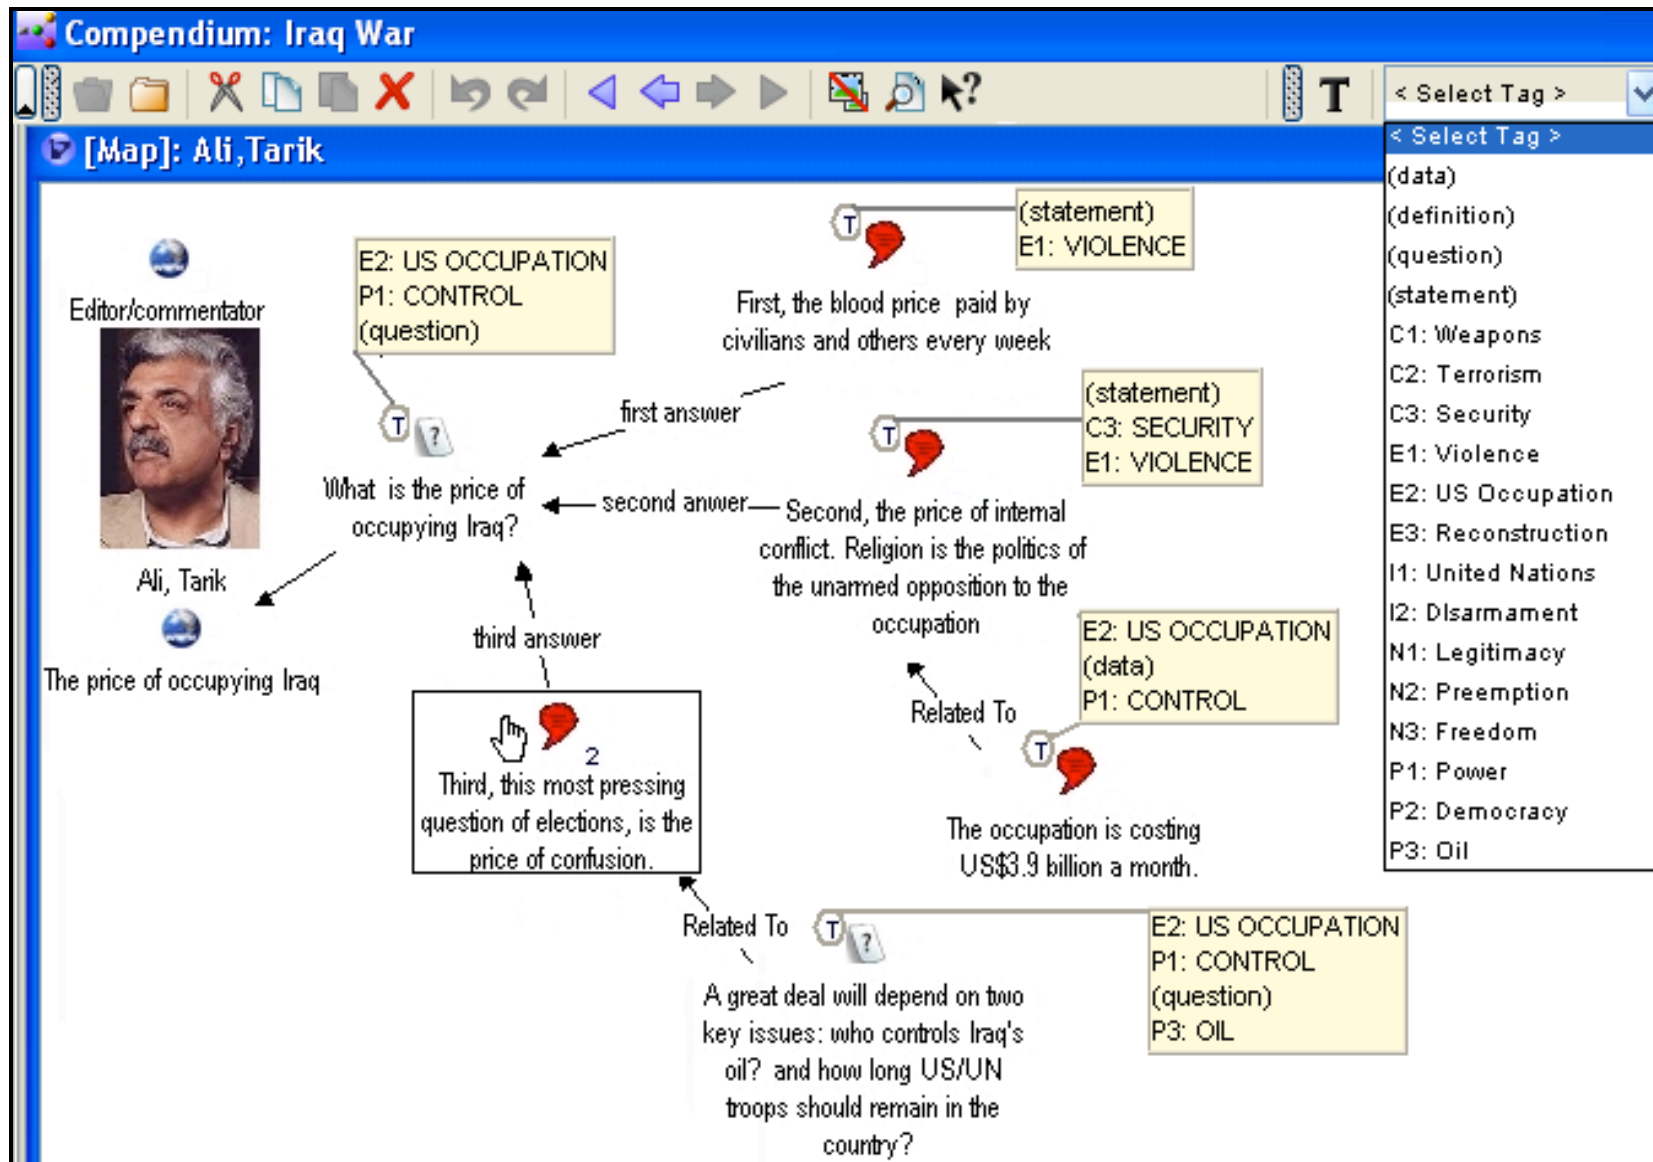 Compendium: Iraq War
T
< Select Tag >
[Map]: Ali,Tarik
< Select Tag >
(data)
(definition)
(question)
(statement)
C1: Weapons
C2: Terrorism
C3: Security
E1: Violence
E2: US Occupation
E3: Reconstruction
I1: United Nations
I2: DIsarmament
N1: Legitimacy
N2: Preemption
N3: Freedom
P1: Power
P2: Democracy
P3: Oil
Editor/commentator
Ali, Tarik
The price of occupying Iraq
E2: US OCCUPATION
P1: CONTROL
(question)
T ?
What is the price of
occupying Iraq?
first answer
T
(statement)
E1: VIOLENCE
First, the blood price paid by
civilians and others every week
second anwer
T
(statement)
C3: SECURITY
E1: VIOLENCE
Second, the price of internal
conflict. Religion is the politics of
the unarmed opposition to the
occupation
third answer
2
Third, this most pressing
question of elections, is the
price of confusion.
Related To
T
E2: US OCCUPATION
(data)
P1: CONTROL
The occupation is costing
US$3.9 billion a month.
Related To
T ?
E2: US OCCUPATION
P1: CONTROL
(question)
P3: OIL
A great deal will depend on two
key issues: who controls Iraq's
oil? and how long US/UN
troops should remain in the
country?